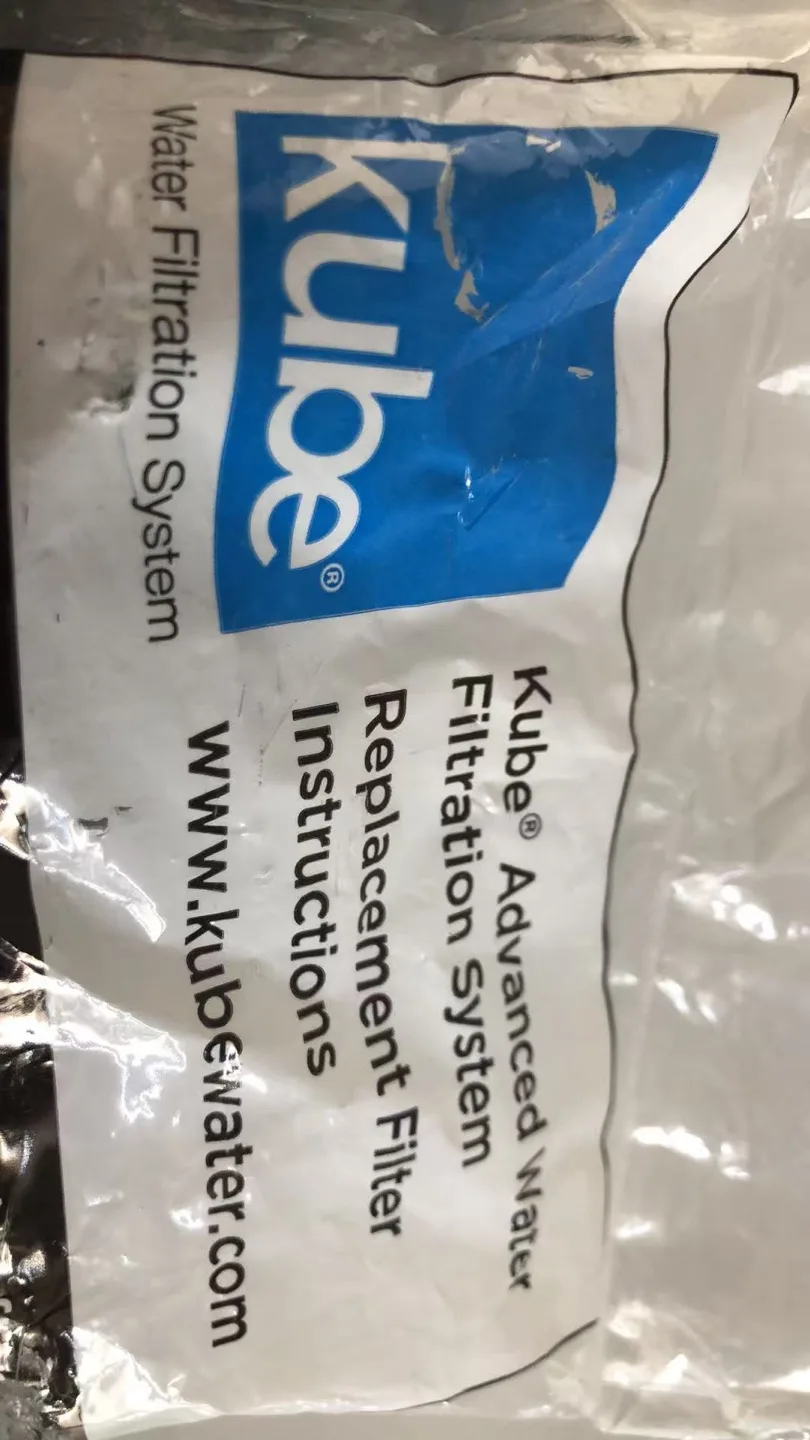 kube®
Water Filtration System
Kube® Advanced Water
Filtration System
Replacement Filter
Instructions
www.kubewater.com